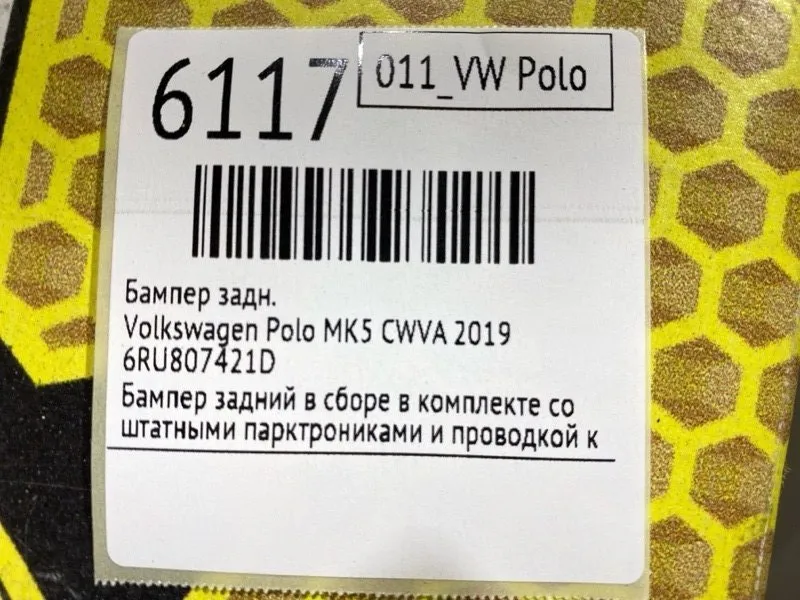 6117
011_VW Polo
Бампер задн.
Volkswagen Polo MK5 CWVA 2019
6RU807421D
Бампер задний в сборе в комплекте со
штатными парктрониками и проводкой к